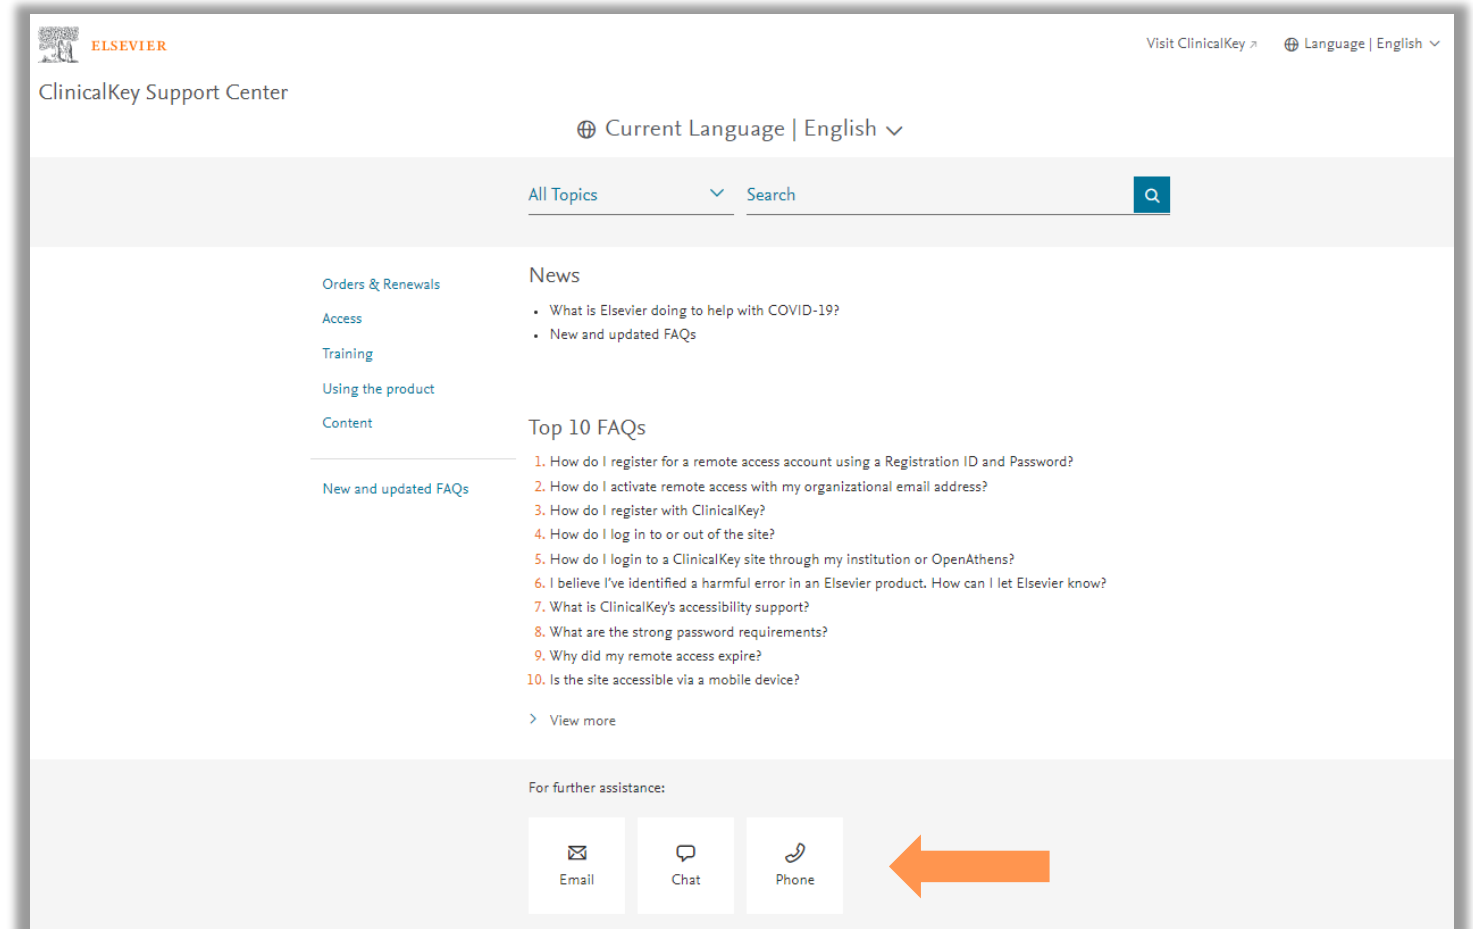 ELSEVIER
Visit ClinicalKey
Language | English
ClinicalKey Support Center
Current Language | English
All Topics
Search
Orders & Renewals
Access
Training
Using the product
Content
New and updated FAQs
News
• What is Elsevier doing to help with COVID-19?
• New and updated FAQs
Top 10 FAQs
1. How do I register for a remote access account using a Registration ID and Password?
2. How do I activate remote access with my organizational email address?
3. How do I register with ClinicalKey?
4. How do I log in to or out of the site?
5. How do I login to a ClinicalKey site through my institution or OpenAthens?
6. I believe I've identified a harmful error in an Elsevier product. How can I let Elsevier know?
7. What is ClinicalKey's accessibility support?
8. What are the strong password requirements?
9. Why did my remote access expire?
10. Is the site accessible via a mobile device?
View more
For further assistance:
Email
Chat
Phone